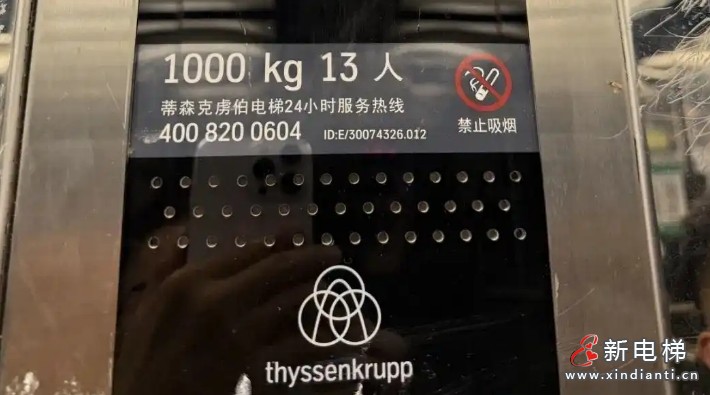 1000 kg 13 人
蒂森克虏伯电梯24小时服务热线
400 820 0604 ID:E/30074326.012
禁止吸烟
thyssenkrupp
新电梯
www.xindianti.cn